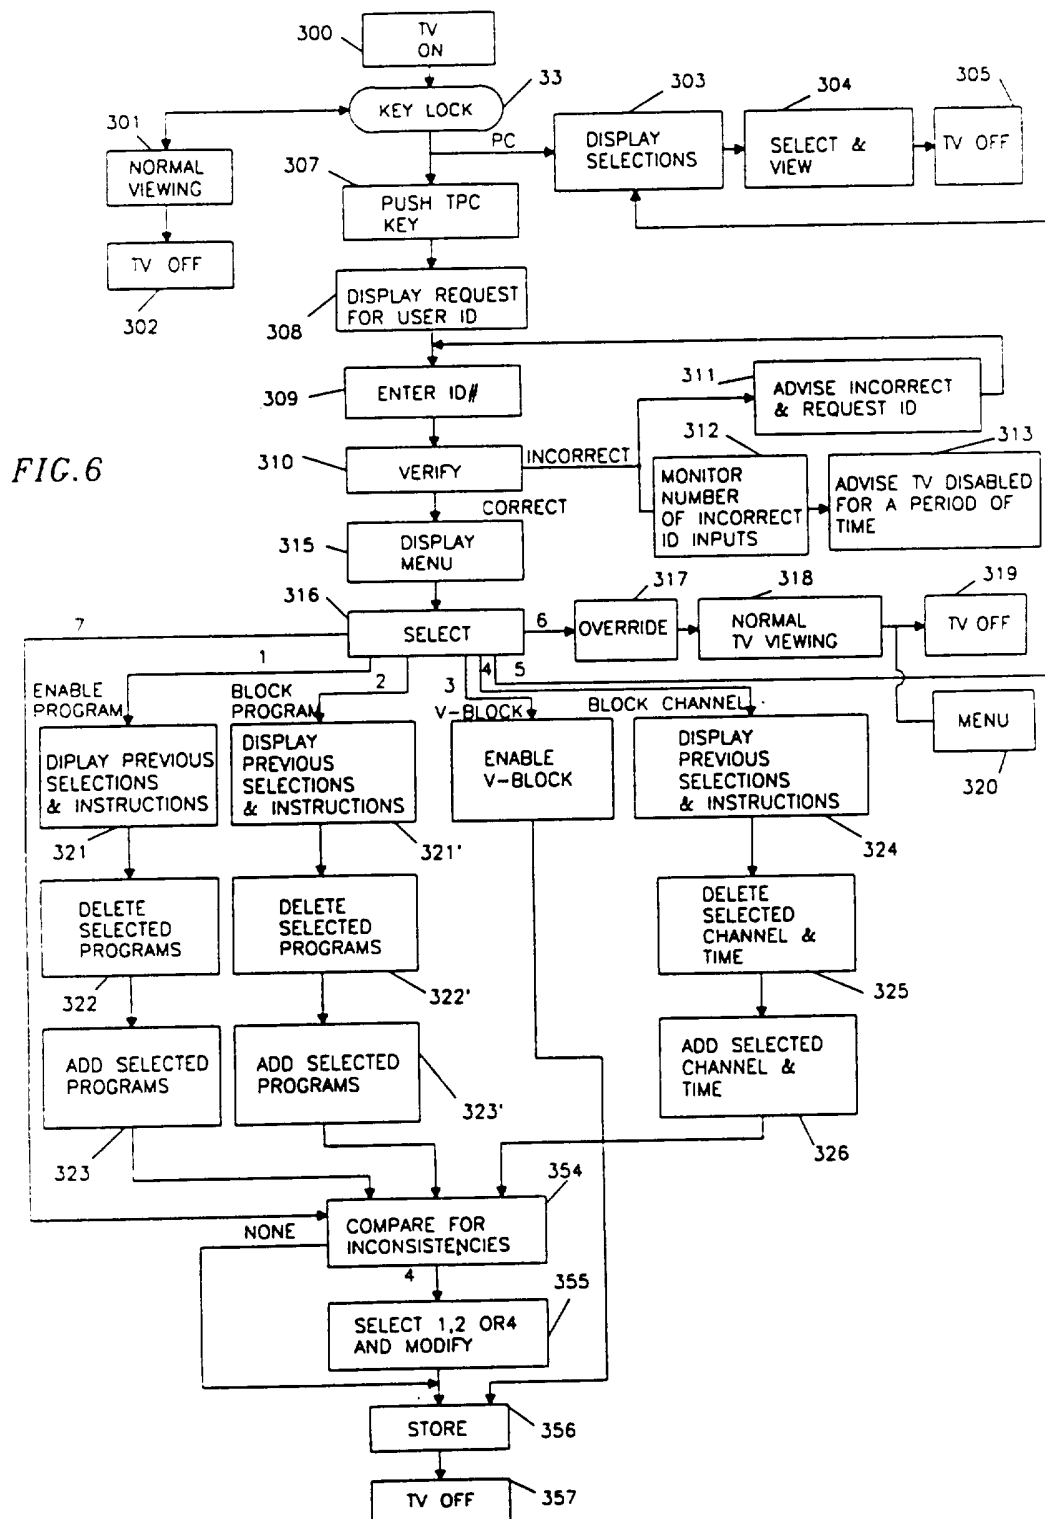 300
TV
ON
33
KEY LOCK
303
304
305
301
NORMAL
VIEWING
PC
DISPLAY
SELECTIONS
SELECT &
VIEW
TV OFF
307
PUSH TPC
KEY
TV OFF
302
308
DISPLAY REQUEST
FOR USER ID
309
ENTER ID#
311
ADVISE INCORRECT
& REQUEST ID
FIG.6
310
VERIFY
INCORRECT
312
MONITOR
NUMBER
OF INCORRECT
ID INPUTS
313
ADVISE TV DISABLED
FOR A PERIOD OF
TIME
CORRECT
315
DISPLAY
MENU
316
SELECT
6
317
OVERRIDE
318
NORMAL
TV VIEWING
319
TV OFF
7
1
2
3
4
5
MENU
320
ENABLE
PROGRAM
BLOCK
PROGRAM
V-BLOCK
BLOCK CHANNEL
DIPLAY PREVIOUS
SELECTIONS
& INSTRUCTIONS
321
DISPLAY
PREVIOUS
SELECTIONS
& INSTRUCTIONS
321'
ENABLE
V-BLOCK
DISPLAY
PREVIOUS
SELECTIONS
& INSTRUCTIONS
324
DELETE
SELECTED
PROGRAMS
322
DELETE
SELECTED
PROGRAMS
322'
DELETE
SELECTED
CHANNEL &
TIME
325
ADD SELECTED
PROGRAMS
323
ADD SELECTED
PROGRAMS
323'
ADD SELECTED
CHANNEL &
TIME
326
354
NONE
COMPARE FOR
INCONSISTENCIES
4
355
SELECT 1,2 OR4
AND MODIFY
STORE
356
TV OFF
357